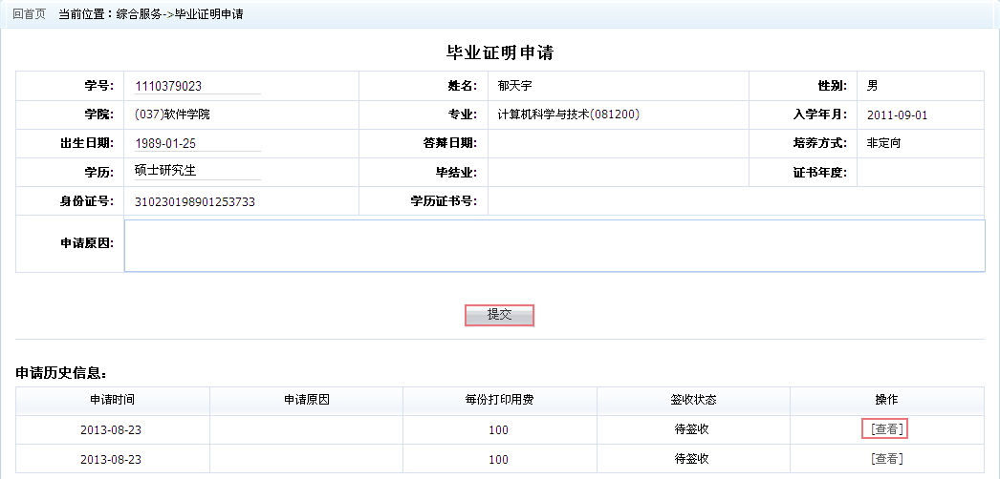 回首页 当前位置：综合服务->毕业证明申请
毕业证明申请
学号: 1110379023 姓名: 郁天宇 性别: 男
学院: (037)软件学院 专业: 计算机科学与技术(081200) 入学年月: 2011-09-01
出生日期: 1989-01-25 答辩日期: 培养方式: 非定向
学历: 硕士研究生 毕结业: 证书年度:
身份证号: 310230198901253733 学历证书号:
申请原因:
提交
申请历史信息：
申请时间 申请原因 每份打印用费 签收状态 操作
2013-08-23 100 待签收 [查看]
2013-08-23 100 待签收 [查看]